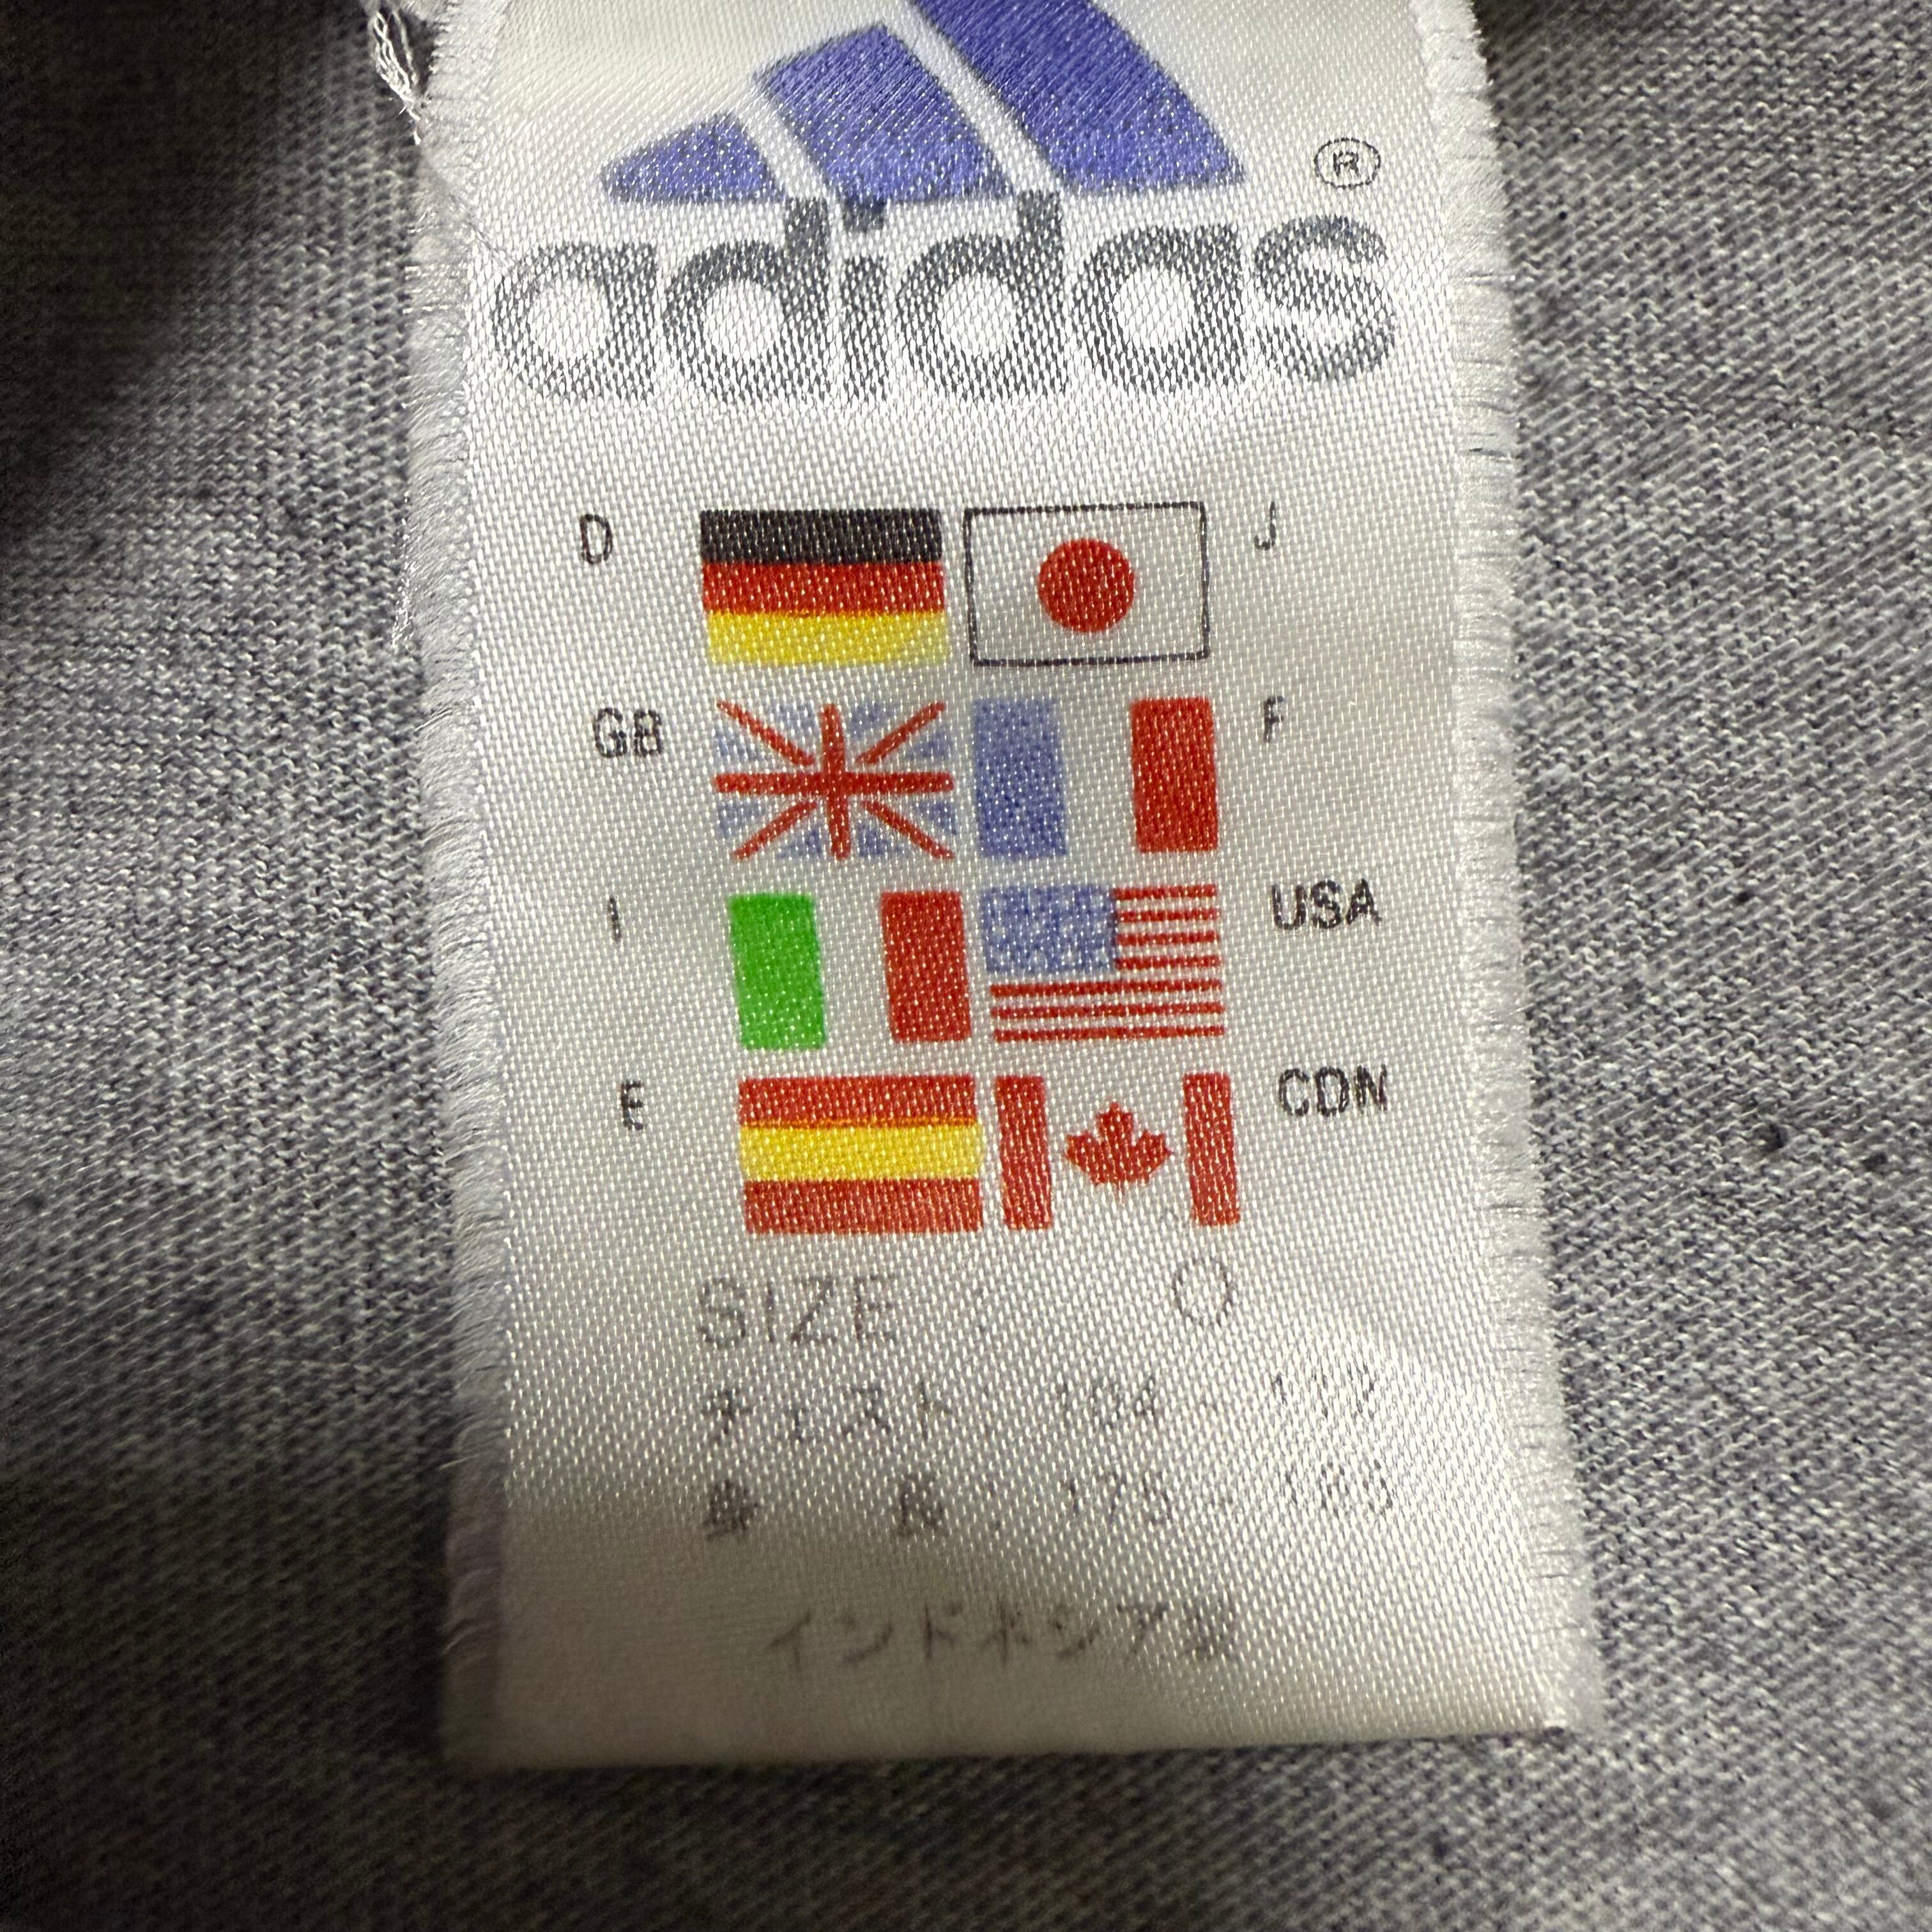 ®
adidas
D J
GB F
I USA
E CDN
SIZE O
チェスト 104 - 112
身 長 175 - 185
インドネシア製